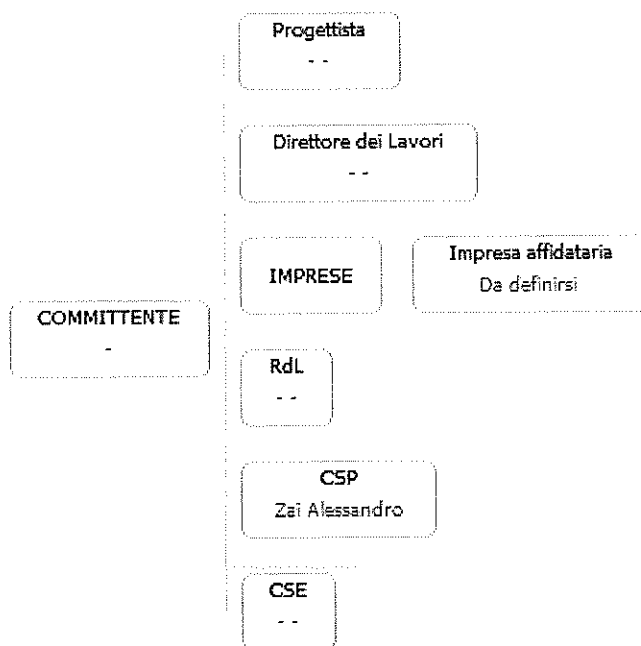 Progettista
- -
Direttore dei Lavori
- -
IMPRESE
Impresa affidataria
Da definirsi
COMMITTENTE
-
RdL
- -
CSP
Zai Alessandro
CSE
- -